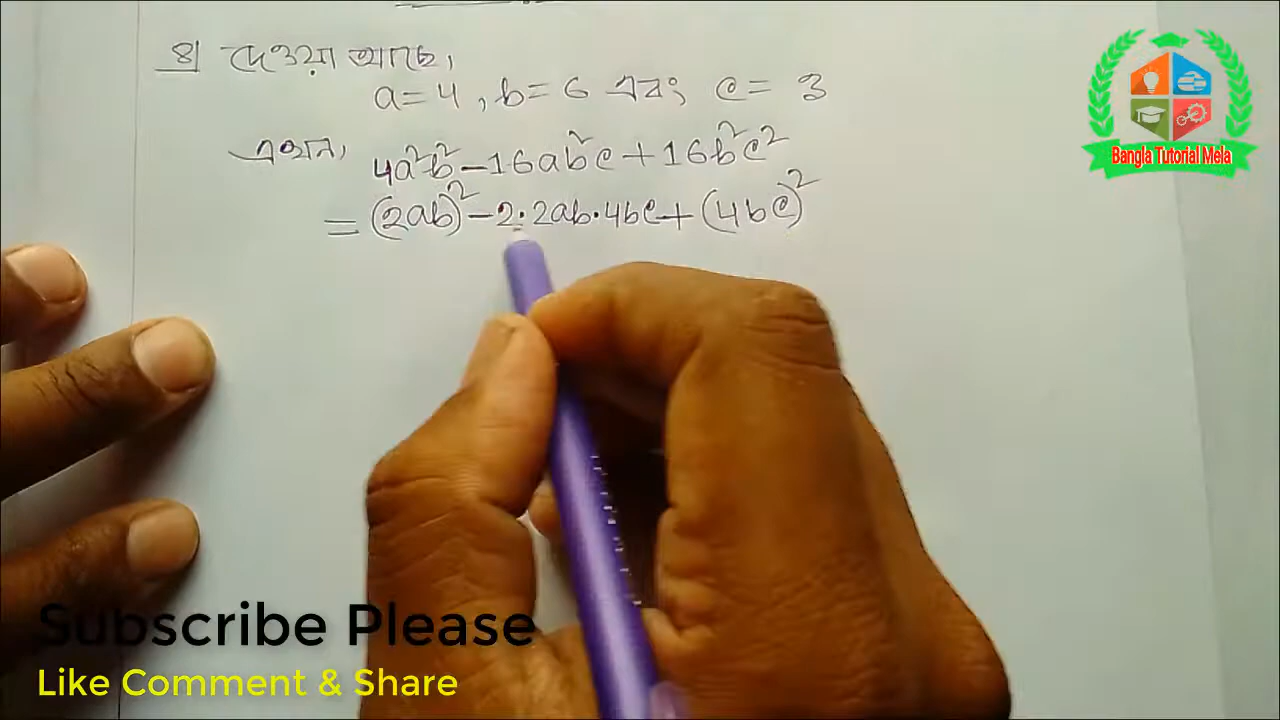 ৪| দেওয়া আছে,
a=4, b=6 এবং c= 3
এখন, 4a²b²-16ab²c+16b²c²
=(2ab)²-2·2ab·4bc+(4bc)²
Bangla Tutorial Mela
Subscribe Please
Like Comment & Share